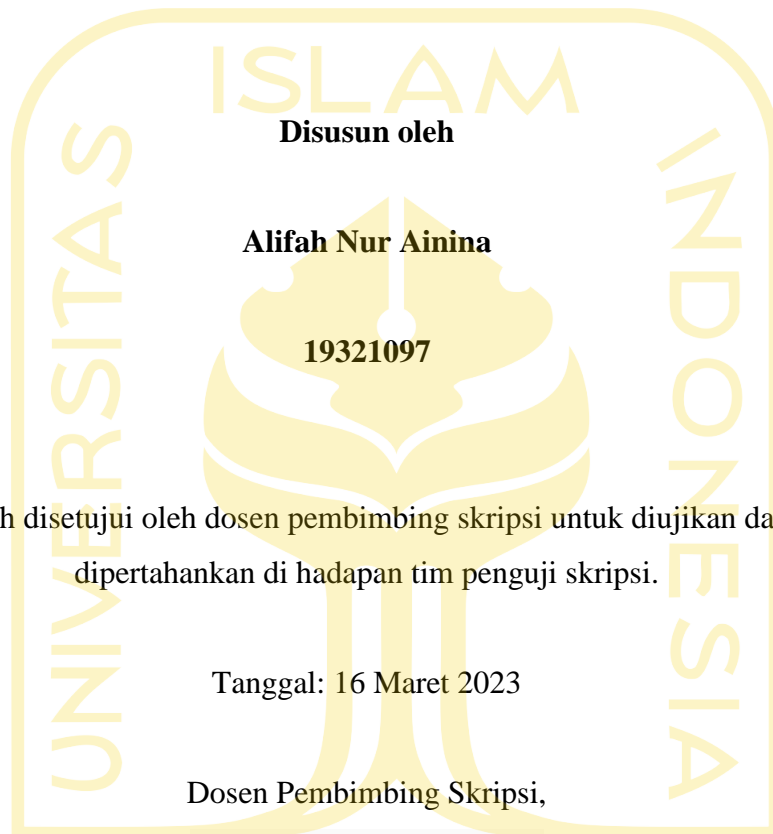 ISLAM
UNIVERSITAS
INDONESIA
Disusun oleh
Alifah Nur Ainina
19321097
h disetujui oleh dosen pembimbing skripsi untuk diujikan da
dipertahankan di hadapan tim penguji skripsi.
Tanggal: 16 Maret 2023
Dosen Pembimbing Skripsi,